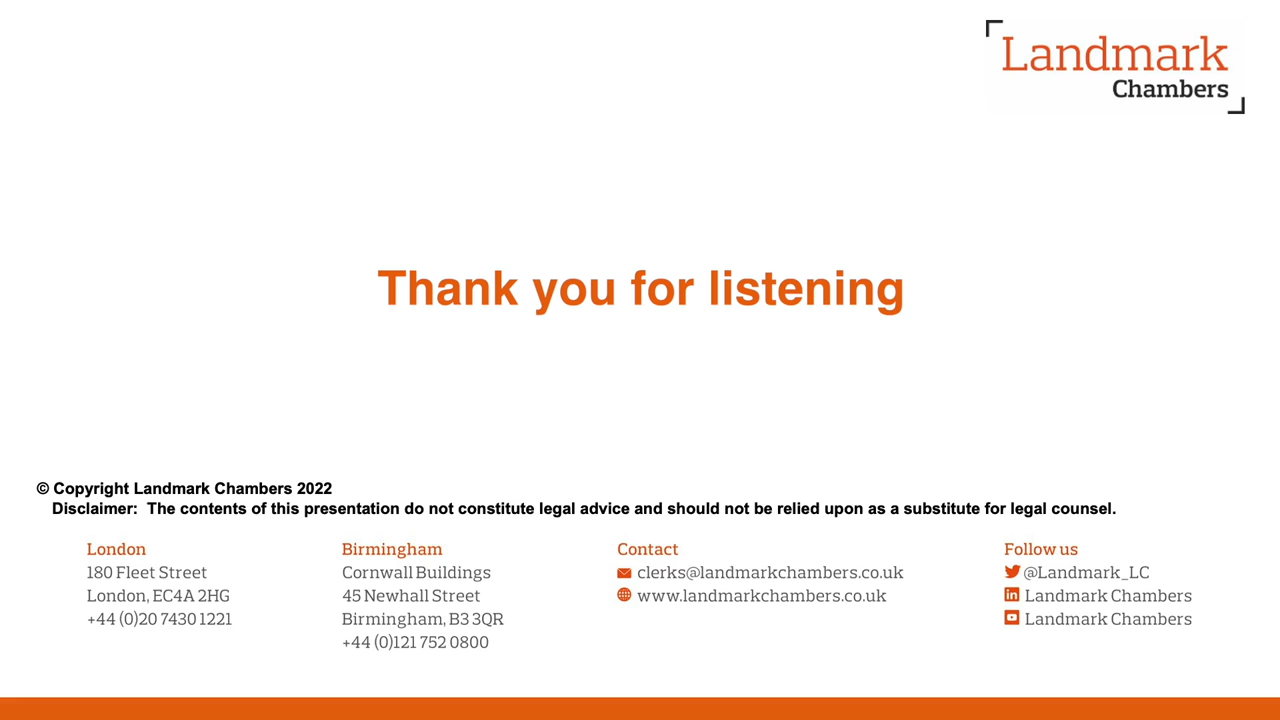 Landmark
Chambers
Thank you for listening
© Copyright Landmark Chambers 2022
Disclaimer:  The contents of this presentation do not constitute legal advice and should not be relied upon as a substitute for legal counsel.
London
180 Fleet Street
London, EC4A 2HG
+44 (0)20 7430 1221
Birmingham
Cornwall Buildings
45 Newhall Street
Birmingham, B3 3QR
+44 (0)121 752 0800
Contact
clerks@landmarkchambers.co.uk
www.landmarkchambers.co.uk
Follow us
@Landmark_LC
Landmark Chambers
Landmark Chambers